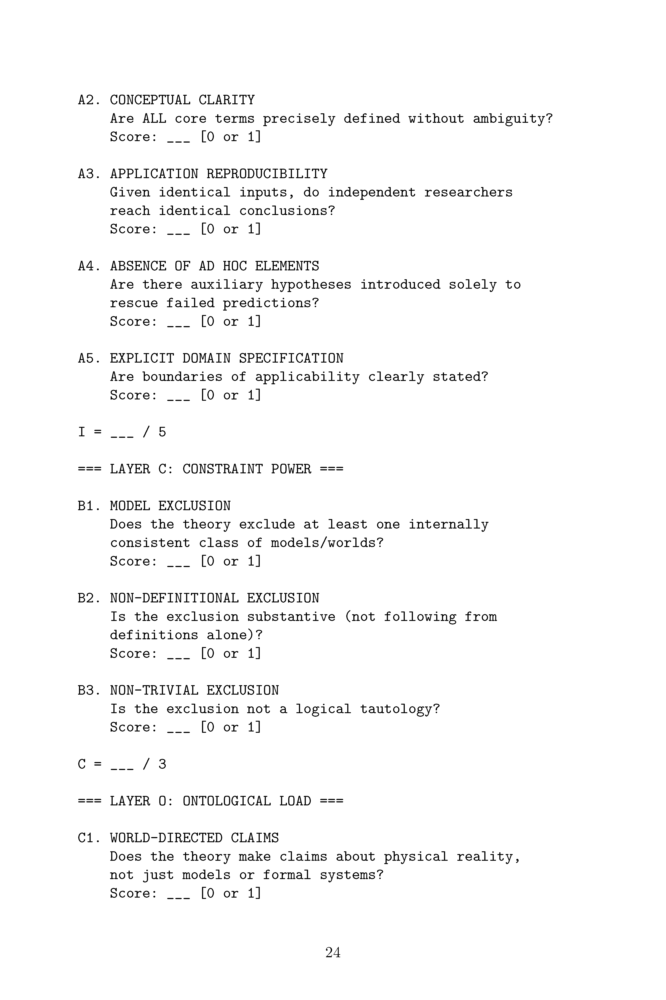 A2. CONCEPTUAL CLARITY
Are ALL core terms precisely defined without ambiguity?
Score: ___ [0 or 1]
A3. APPLICATION REPRODUCIBILITY
Given identical inputs, do independent researchers
reach identical conclusions?
Score: ___ [0 or 1]
A4. ABSENCE OF AD HOC ELEMENTS
Are there auxiliary hypotheses introduced solely to
rescue failed predictions?
Score: ___ [0 or 1]
A5. EXPLICIT DOMAIN SPECIFICATION
Are boundaries of applicability clearly stated?
Score: ___ [0 or 1]
I = ___ / 5
=== LAYER C: CONSTRAINT POWER ===
B1. MODEL EXCLUSION
Does the theory exclude at least one internally
consistent class of models/worlds?
Score: ___ [0 or 1]
B2. NON-DEFINITIONAL EXCLUSION
Is the exclusion substantive (not following from
definitions alone)?
Score: ___ [0 or 1]
B3. NON-TRIVIAL EXCLUSION
Is the exclusion not a logical tautology?
Score: ___ [0 or 1]
C = ___ / 3
=== LAYER O: ONTOLOGICAL LOAD ===
C1. WORLD-DIRECTED CLAIMS
Does the theory make claims about physical reality,
not just models or formal systems?
Score: ___ [0 or 1]
24